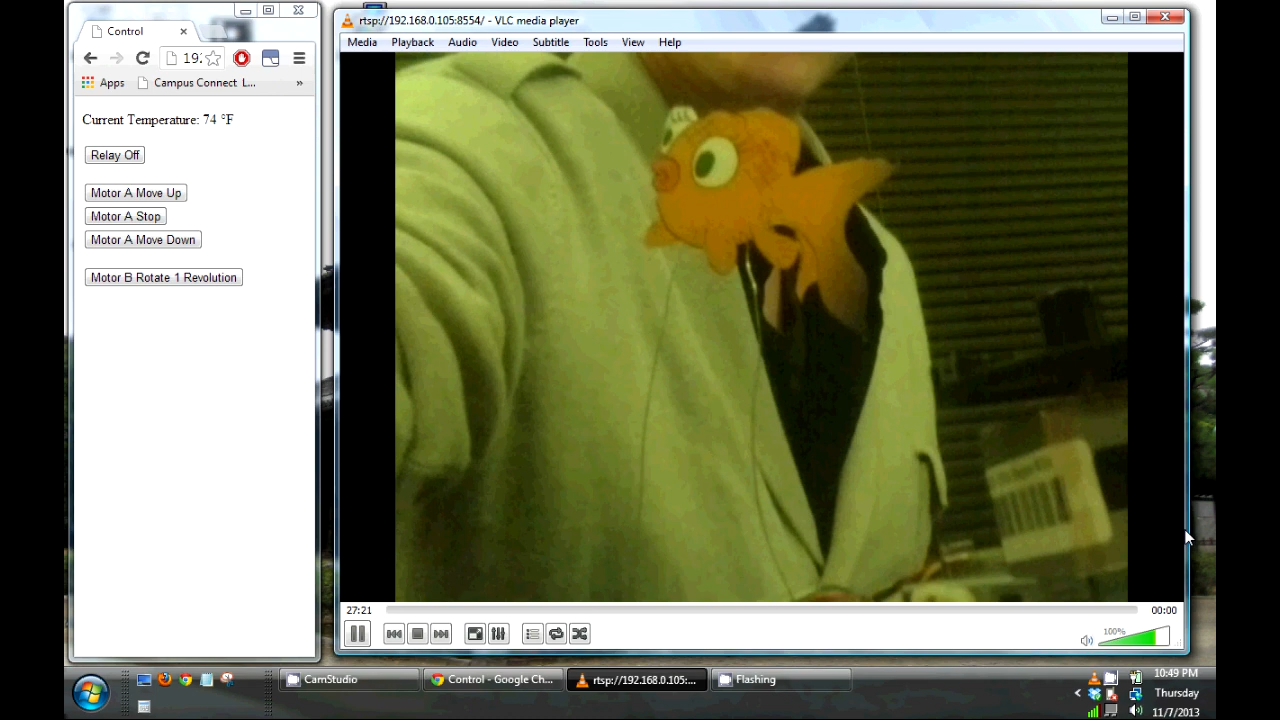 Control
19:
Apps
Campus Connect L...
»
Current Temperature: 74 °F
Relay Off
Motor A Move Up
Motor A Stop
Motor A Move Down
Motor B Rotate 1 Revolution
rtsp://192.168.0.105:8554/ - VLC media player
Media Playback Audio Video Subtitle Tools View Help
27:21
00:00
100%
CamStudio
Control - Google Ch...
rtsp://192.168.0.105:...
Flashing
10:49 PM
Thursday
11/7/2013